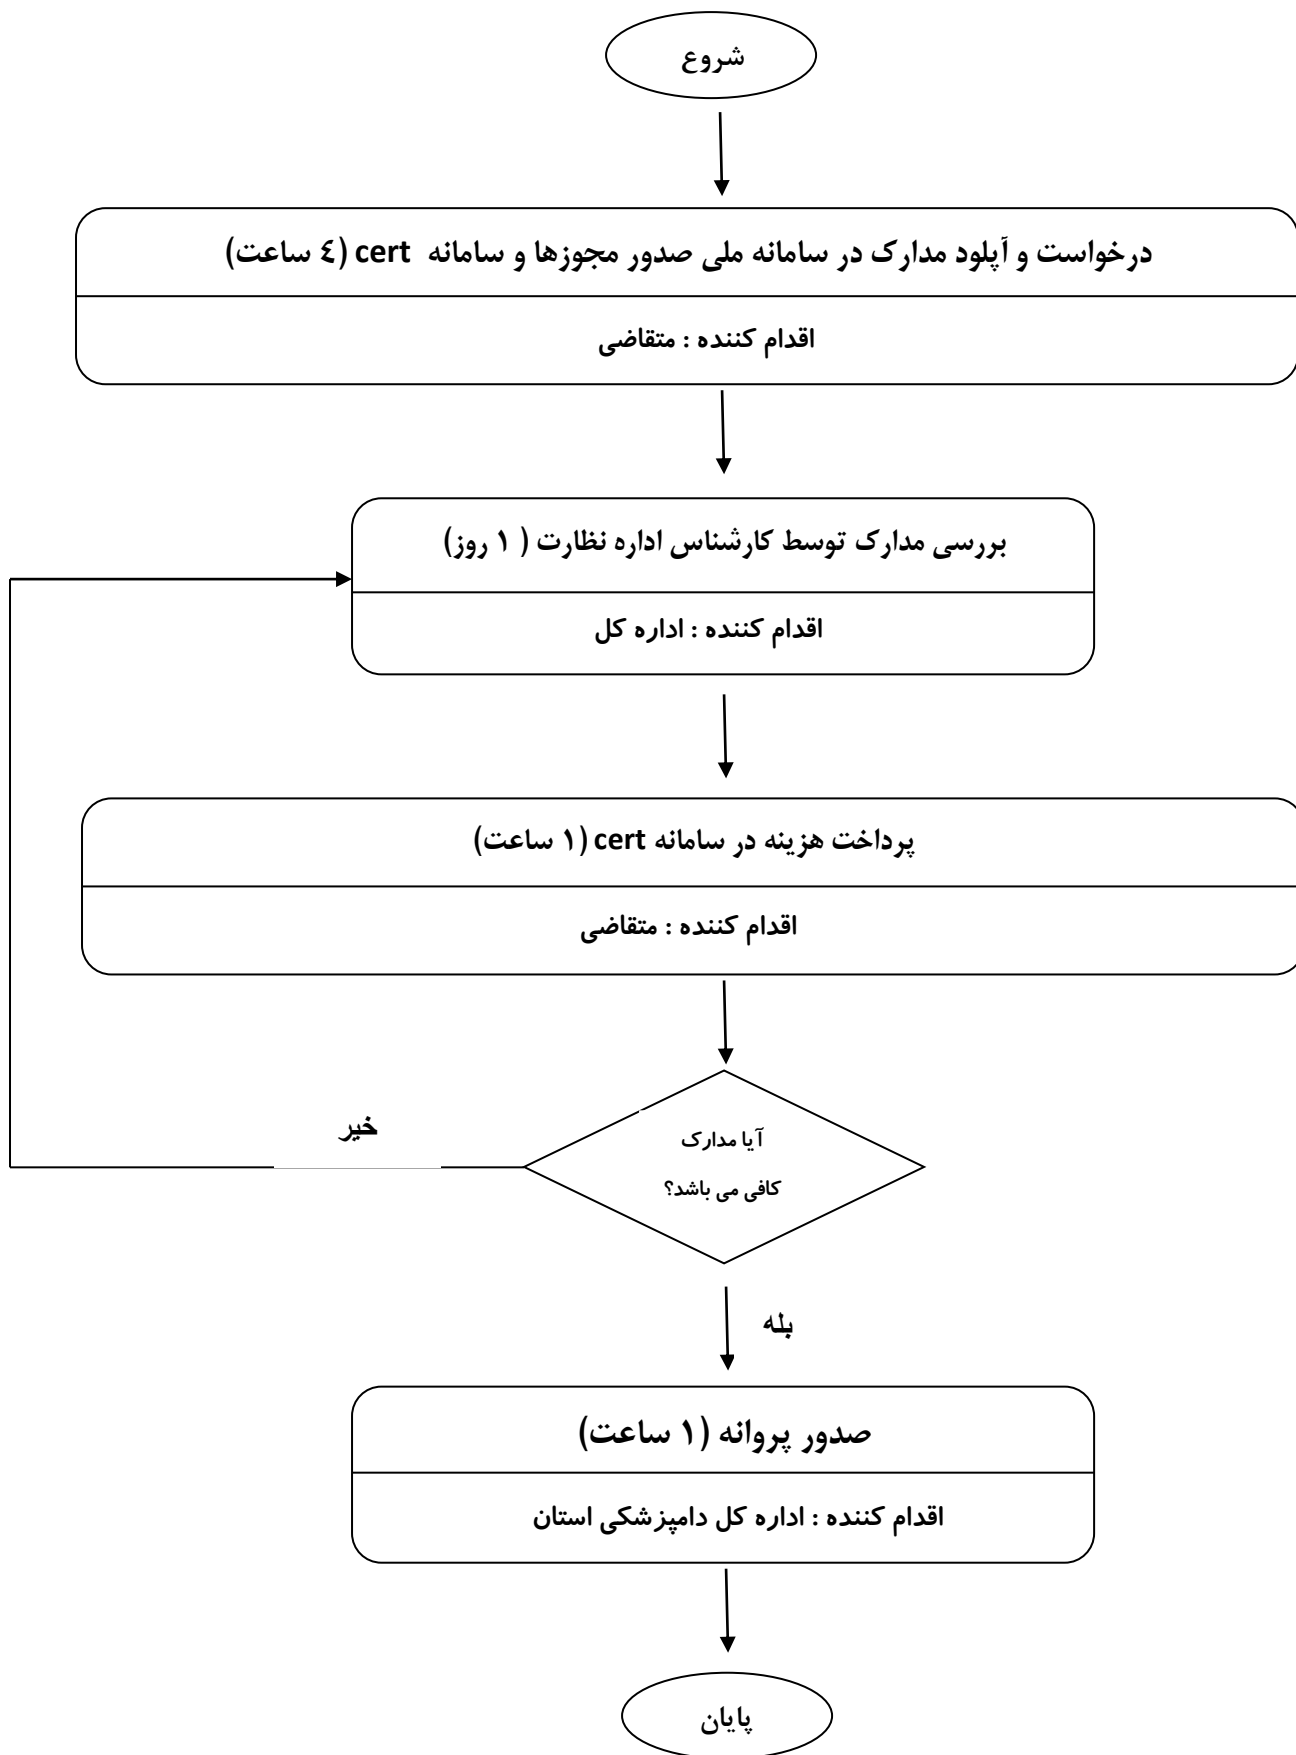 شروع
درخواست و آپلود مدارک در سامانه ملی صدور مجوزها و سامانه cert (٤ ساعت)
اقدام کننده : متقاضی
بررسی مدارک توسط کارشناس اداره نظارت ( ۱ روز)
اقدام کننده : اداره کل
پرداخت هزینه در سامانه cert (۱ ساعت)
اقدام کننده : متقاضی
آیا مدارک
کافی می باشد؟
خیر
بله
صدور پروانه (۱ ساعت)
اقدام کننده : اداره کل دامپزشکی استان
پایان